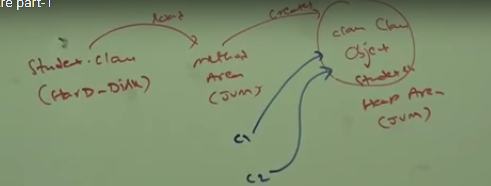 re part-1
load
creates
Student.class
(Hard-Disk)
method
Area
(JVM)
class Class
Object
Student
Heap Area
(JVM)
C1
C2